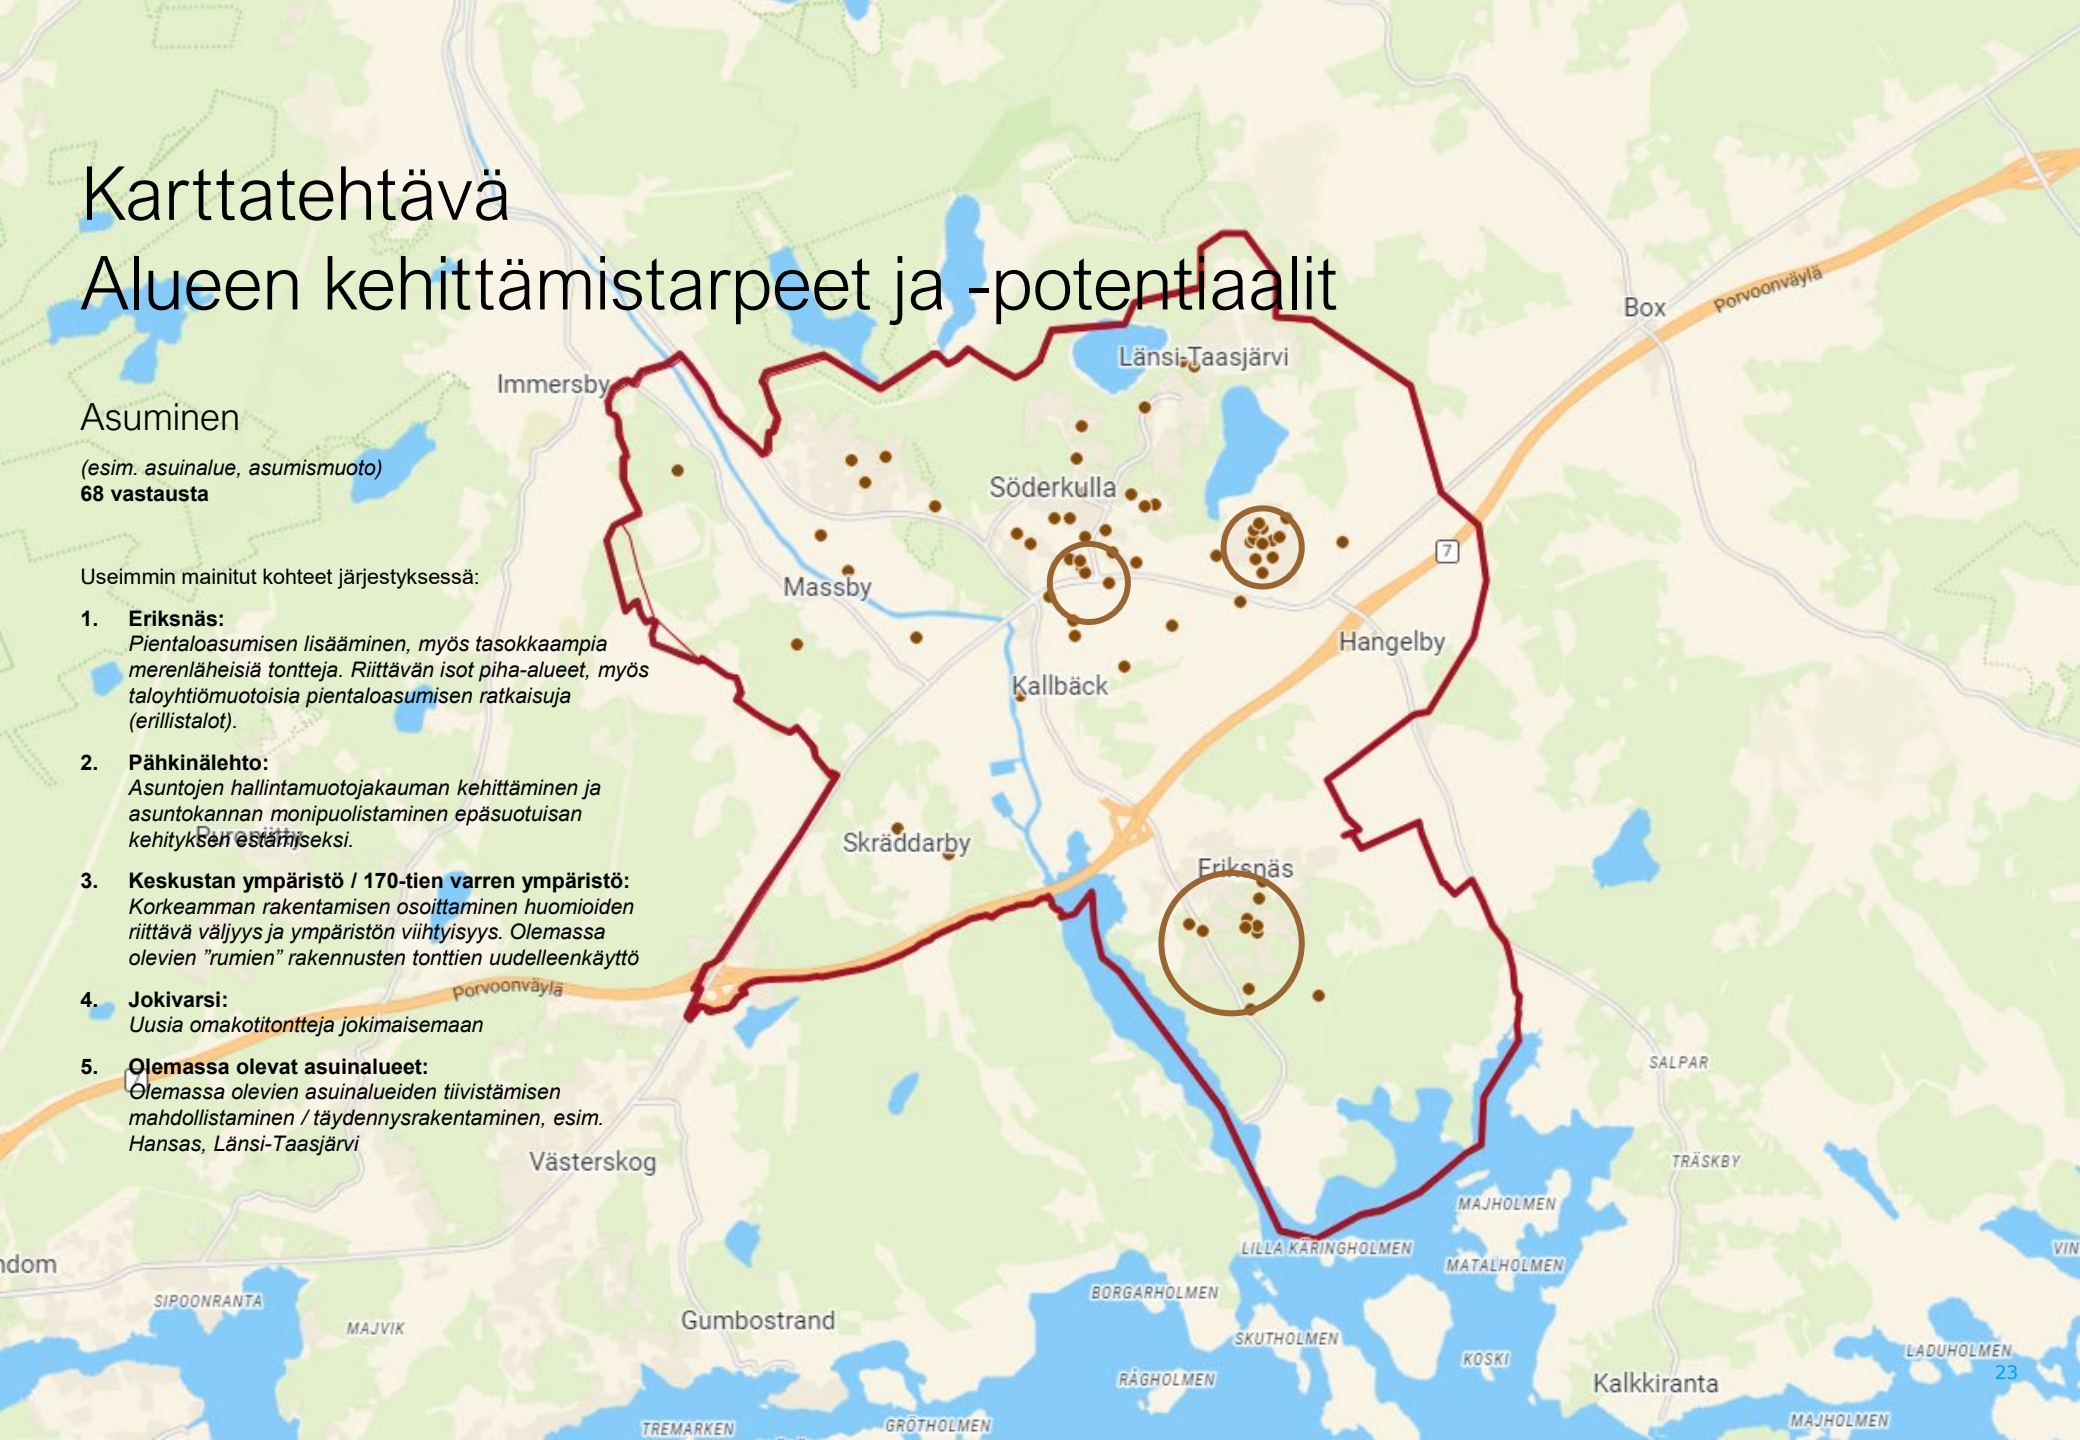 Karttatehtävä
Alueen kehittämistarpeet ja -potentiaalit
Asuminen
(esim. asuinalue, asumismuoto)
68 vastausta
Useimmin mainitut kohteet järjestyksessä:
1. Eriksnäs:
Pientaloasumisen lisääminen, myös tasokkaampia
merenläheisiä tontteja. Riittävän isot piha-alueet, myös
taloyhtiömuotoisia pientaloasumisen ratkaisuja
(erillistalot).
2. Pähkinälehto:
Asuntojen hallintamuotojakauman kehittäminen ja
asuntokannan monipuolistaminen epäsuotuisan
kehityksen estämiseksi.
3. Keskustan ympäristö / 170-tien varren ympäristö:
Korkeamman rakentamisen osoittaminen huomioiden
riittävä väljyys ja ympäristön viihtyisyys. Olemassa
olevien ”rumien” rakennusten tonttien uudelleenkäyttö
4. Jokivarsi:
Uusia omakotitontteja jokimaisemaan
5. Olemassa olevat asuinalueet:
Olemassa olevien asuinalueiden tiivistämisen
mahdollistaminen / täydennysrakentaminen, esim.
Hansas, Länsi-Taasjärvi
Immersby
Länsi-Taasjärvi
Box
Porvoonväylä
Söderkulla
7
Massby
Hangelby
Kallbäck
Skräddarby
Eriksnäs
Porvoonväylä
7
SALPAR
Västerskog
TRÄSKBY
MAJHOLMEN
LILLA KÄRINGHOLMEN
MATALHOLMEN
VIN
ndom
SIPOONRANTA
BORGARHOLMEN
MAJVIK
Gumbostrand
SKUTHOLMEN
KOSKI
LADUHOLMEN
23
RÅGHOLMEN
Kalkkiranta
TREMARKEN
GRÖTHOLMEN
MAJHOLMEN